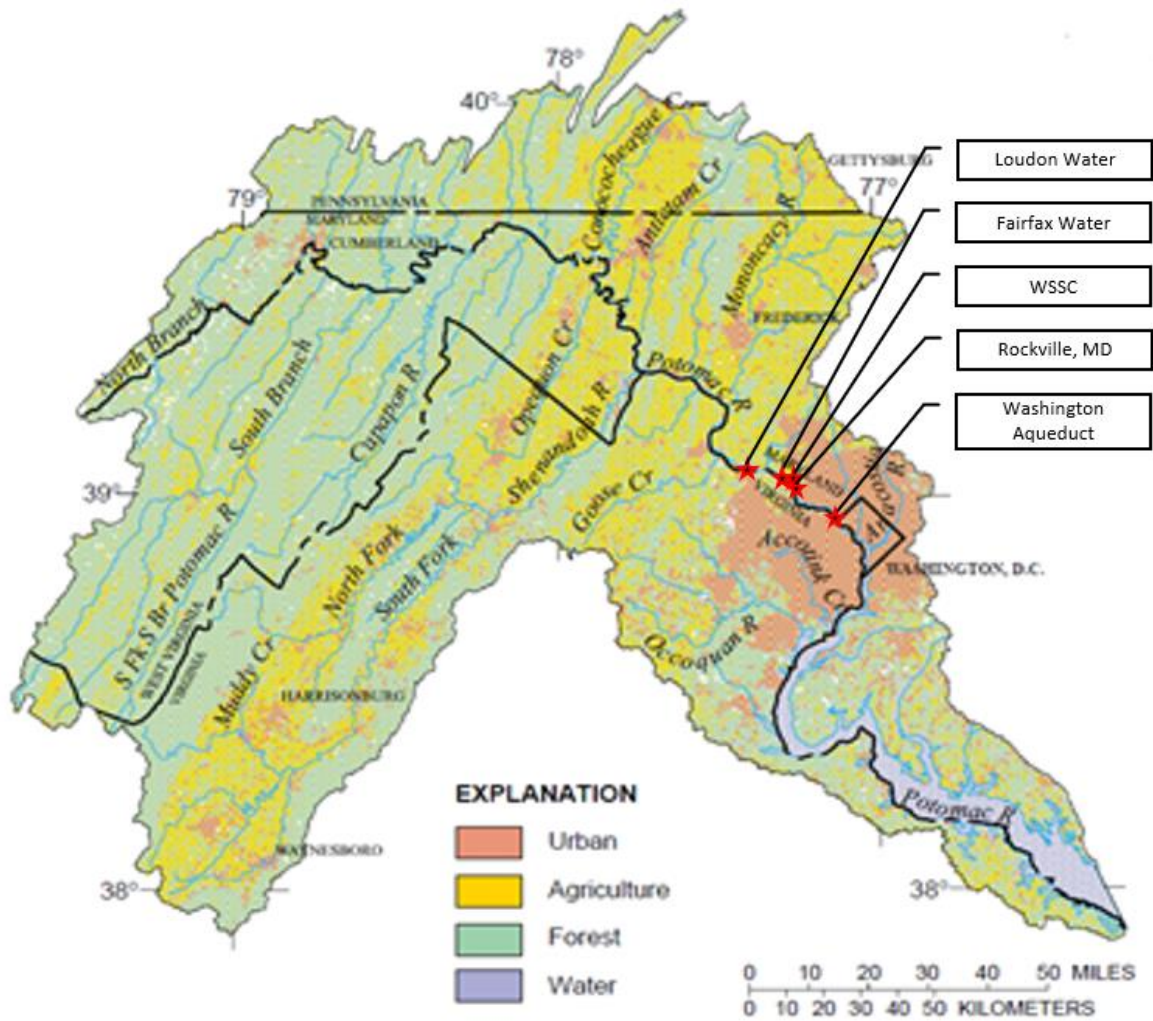 78°
40°
Conococheague Cr
GETTYSBURG
Loudon Water
79°
77°
PENNSYLVANIA
MARYLAND
Antietam Cr
Fairfax Water
CUMBERLAND
Mononcacy R
WSSC
North Branch
FREDERICK
Rockville, MD
South Branch
Capapon R
Opequon Cr
Shenandoah R
Potomac R
Washington
Aqueduct
39°
Goose Cr
MARYLAND
VIRGINIA
S Fk S Br Potomac R
North Fork
South Fork
Accotink Cr
WASHINGTON, D.C.
WEST VIRGINIA
VIRGINIA
Muddy Cr
Occoquan R
HARRISONBURG
EXPLANATION
Potomac R
Urban
WAYNESBORO
Agriculture
38°
38°
Forest
Water
0 10 20 30 40 50 MILES
0 10 20 30 40 50 KILOMETERS